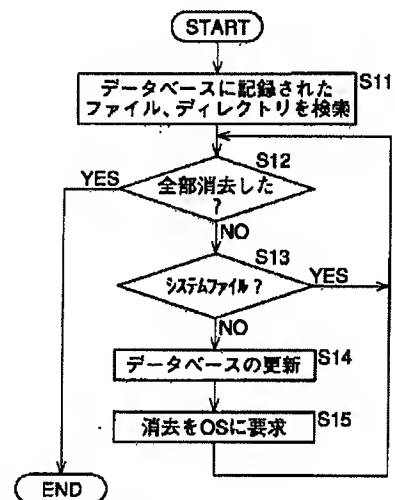 START
データベースに記録された
ファイル、ディレクトリを検索
S11
S12
YES
全部消去した
?
NO
S13
システムファイル?
YES
NO
データベースの更新
S14
消去をOSに要求
S15
END